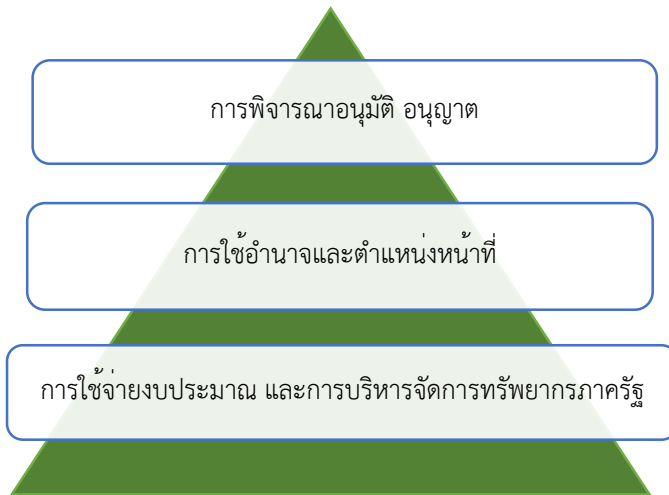 การพิจารณาอนุมัติ อนุญาต
การใช้อำนาจและตำแหน่งหน้าที่
การใช้จ่ายงบประมาณ และการบริหารจัดการทรัพยากรภาครัฐ